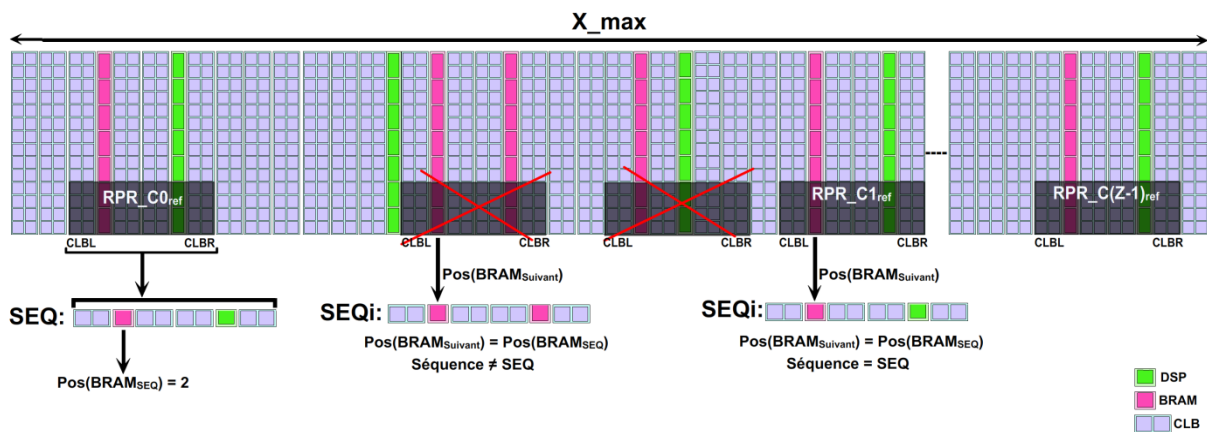 X_max
RPR_C0ref
RPR_C1ref
RPR_C(Z-1)ref
CLBL CLBR CLBL CLBR CLBL CLBR CLBL CLBR CLBL CLBR
Pos(BRAMSuivant) Pos(BRAMSuivant)
SEQ:
SEQi:
SEQi:
Pos(BRAMSEQ) = 2
Pos(BRAMSuivant) = Pos(BRAMSEQ)
Séquence ≠ SEQ
Pos(BRAMSuivant) = Pos(BRAMSEQ)
Séquence = SEQ
DSP
BRAM
CLB